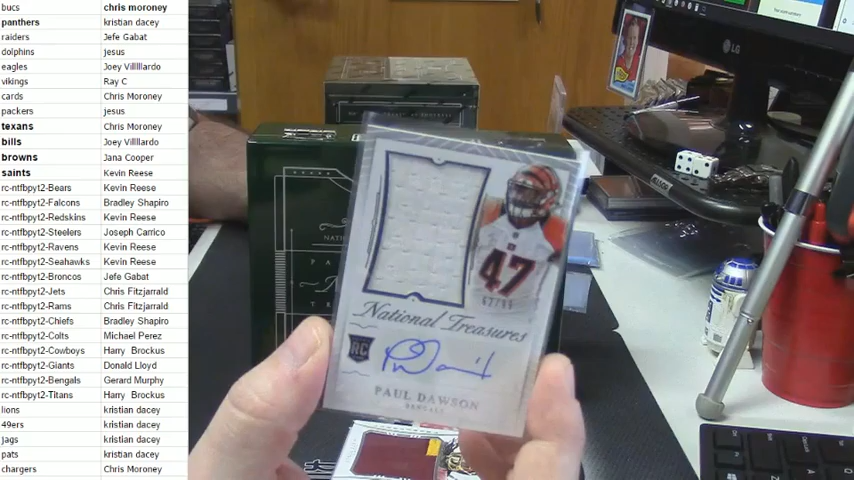 bucs chris moroney
panthers kristian dacey
raiders Jefe Gabat
dolphins jesus
eagles Joey Villlllardo
vikings Ray C
cards Chris Moroney
packers jesus
texans Chris Moroney
bills Joey Villlllardo
browns Jana Cooper
saints Kevin Reese
rc-ntfbpyt2-Bears Kevin Reese
rc-ntfbpyt2-Falcons Bradley Shapiro
rc-ntfbpyt2-Redskins Kevin Reese
rc-ntfbpyt2-Steelers Joseph Carrico
rc-ntfbpyt2-Ravens Kevin Reese
rc-ntfbpyt2-Seahawks Kevin Reese
rc-ntfbpyt2-Broncos Jefe Gabat
rc-ntfbpyt2-Jets Chris Fitzjarrald
rc-ntfbpyt2-Rams Chris Fitzjarrald
rc-ntfbpyt2-Chiefs Bradley Shapiro
rc-ntfbpyt2-Colts Michael Perez
rc-ntfbpyt2-Cowboys Harry Brockus
rc-ntfbpyt2-Giants Donald Lloyd
rc-ntfbpyt2-Bengals Gerard Murphy
rc-ntfbpyt2-Titans Harry Brockus
lions kristian dacey
49ers kristian dacey
jags kristian dacey
pats kristian dacey
chargers Chris Moroney
47
National Treasures
RC
PAUL DAWSON
BENGALS
LG